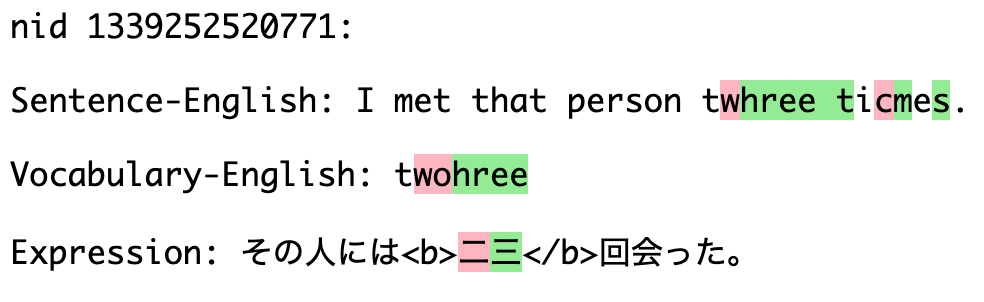 nid 1339252520771:
Sentence-English: I met that person twhree ticmes.
Vocabulary-English: twohree
Expression: その人には<b>二三</b>回会った。